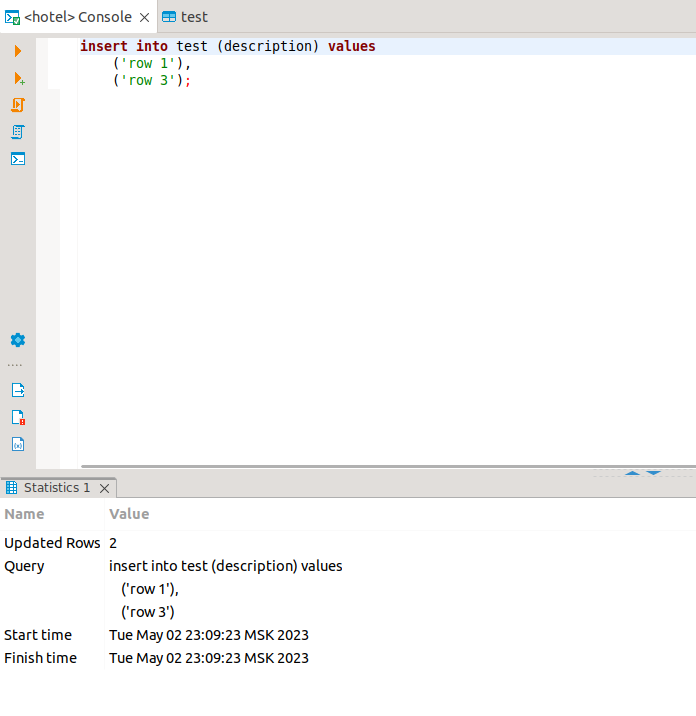 <hotel> Console test
insert into test (description) values
('row 1'),
('row 3');
Statistics 1
Name Value
Updated Rows 2
Query insert into test (description) values
('row 1'),
('row 3')
Start time Tue May 02 23:09:23 MSK 2023
Finish time Tue May 02 23:09:23 MSK 2023